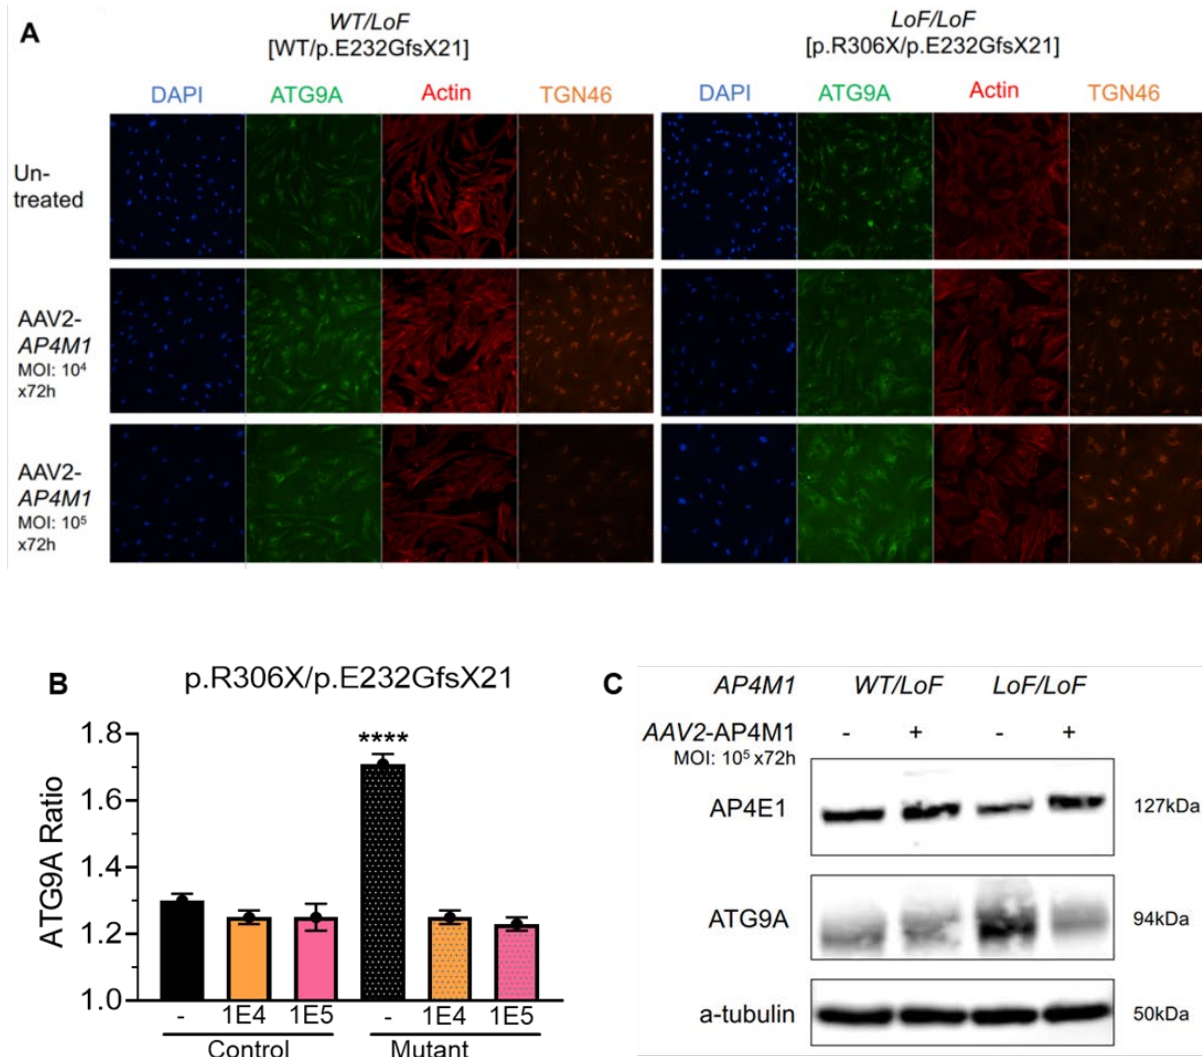 A
WT/LoF
[WT/p.E232GfsX21]
LoF/LoF
[p.R306X/p.E232GfsX21]
DAPI ATG9A Actin TGN46 DAPI ATG9A Actin TGN46
Un-
treated
AAV2-
AP4M1
MOI: 10⁴
x72h
AAV2-
AP4M1
MOI: 10⁵
x72h
B
p.R306X/p.E232GfsX21
ATG9A Ratio
1.8
1.6
1.4
1.2
1.0
****
- 1E4 1E5 - 1E4 1E5
Control Mutant
C
AP4M1 WT/LoF LoF/LoF
AAV2-AP4M1 - + - +
MOI: 10⁵ x72h
AP4E1 127kDa
ATG9A 94kDa
a-tubulin 50kDa